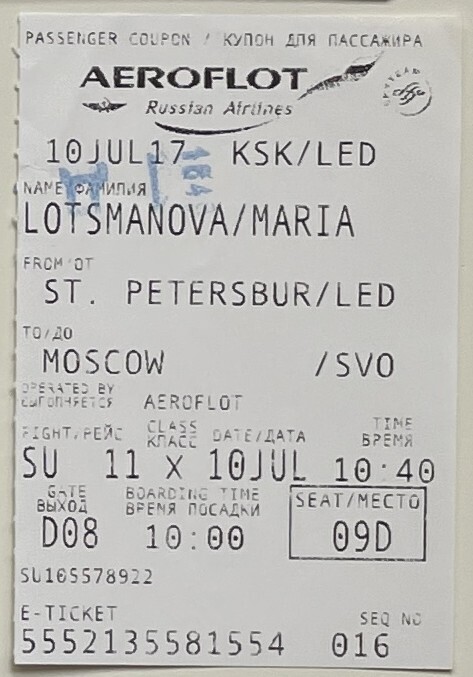 PASSENGER COUPON / КУПОН ДЛЯ ПАССАЖИРА
AEROFLOT
Russian Airlines
SKYTEAM
10JUL17 KSK/LED
NAME ФАМИЛИЯ
LOTSMANOVA/MARIA
FROM ОТ
ST. PETERSBUR/LED
TO/ДО
MOSCOW /SVO
OPERATED BY
ВЫПОЛНЯЕТСЯ AEROFLOT
FIGHT/РЕЙС CLASS КЛАСС DATE/ДАТА TIME ВРЕМЯ
SU 11 X 10JUL 10:40
GATE ВЫХОД BOARDING TIME ВРЕМЯ ПОСАДКИ SEAT/МЕСТО
D08 10:00 09D
SU105578922
E-TICKET SEQ NO
5552135581554 016